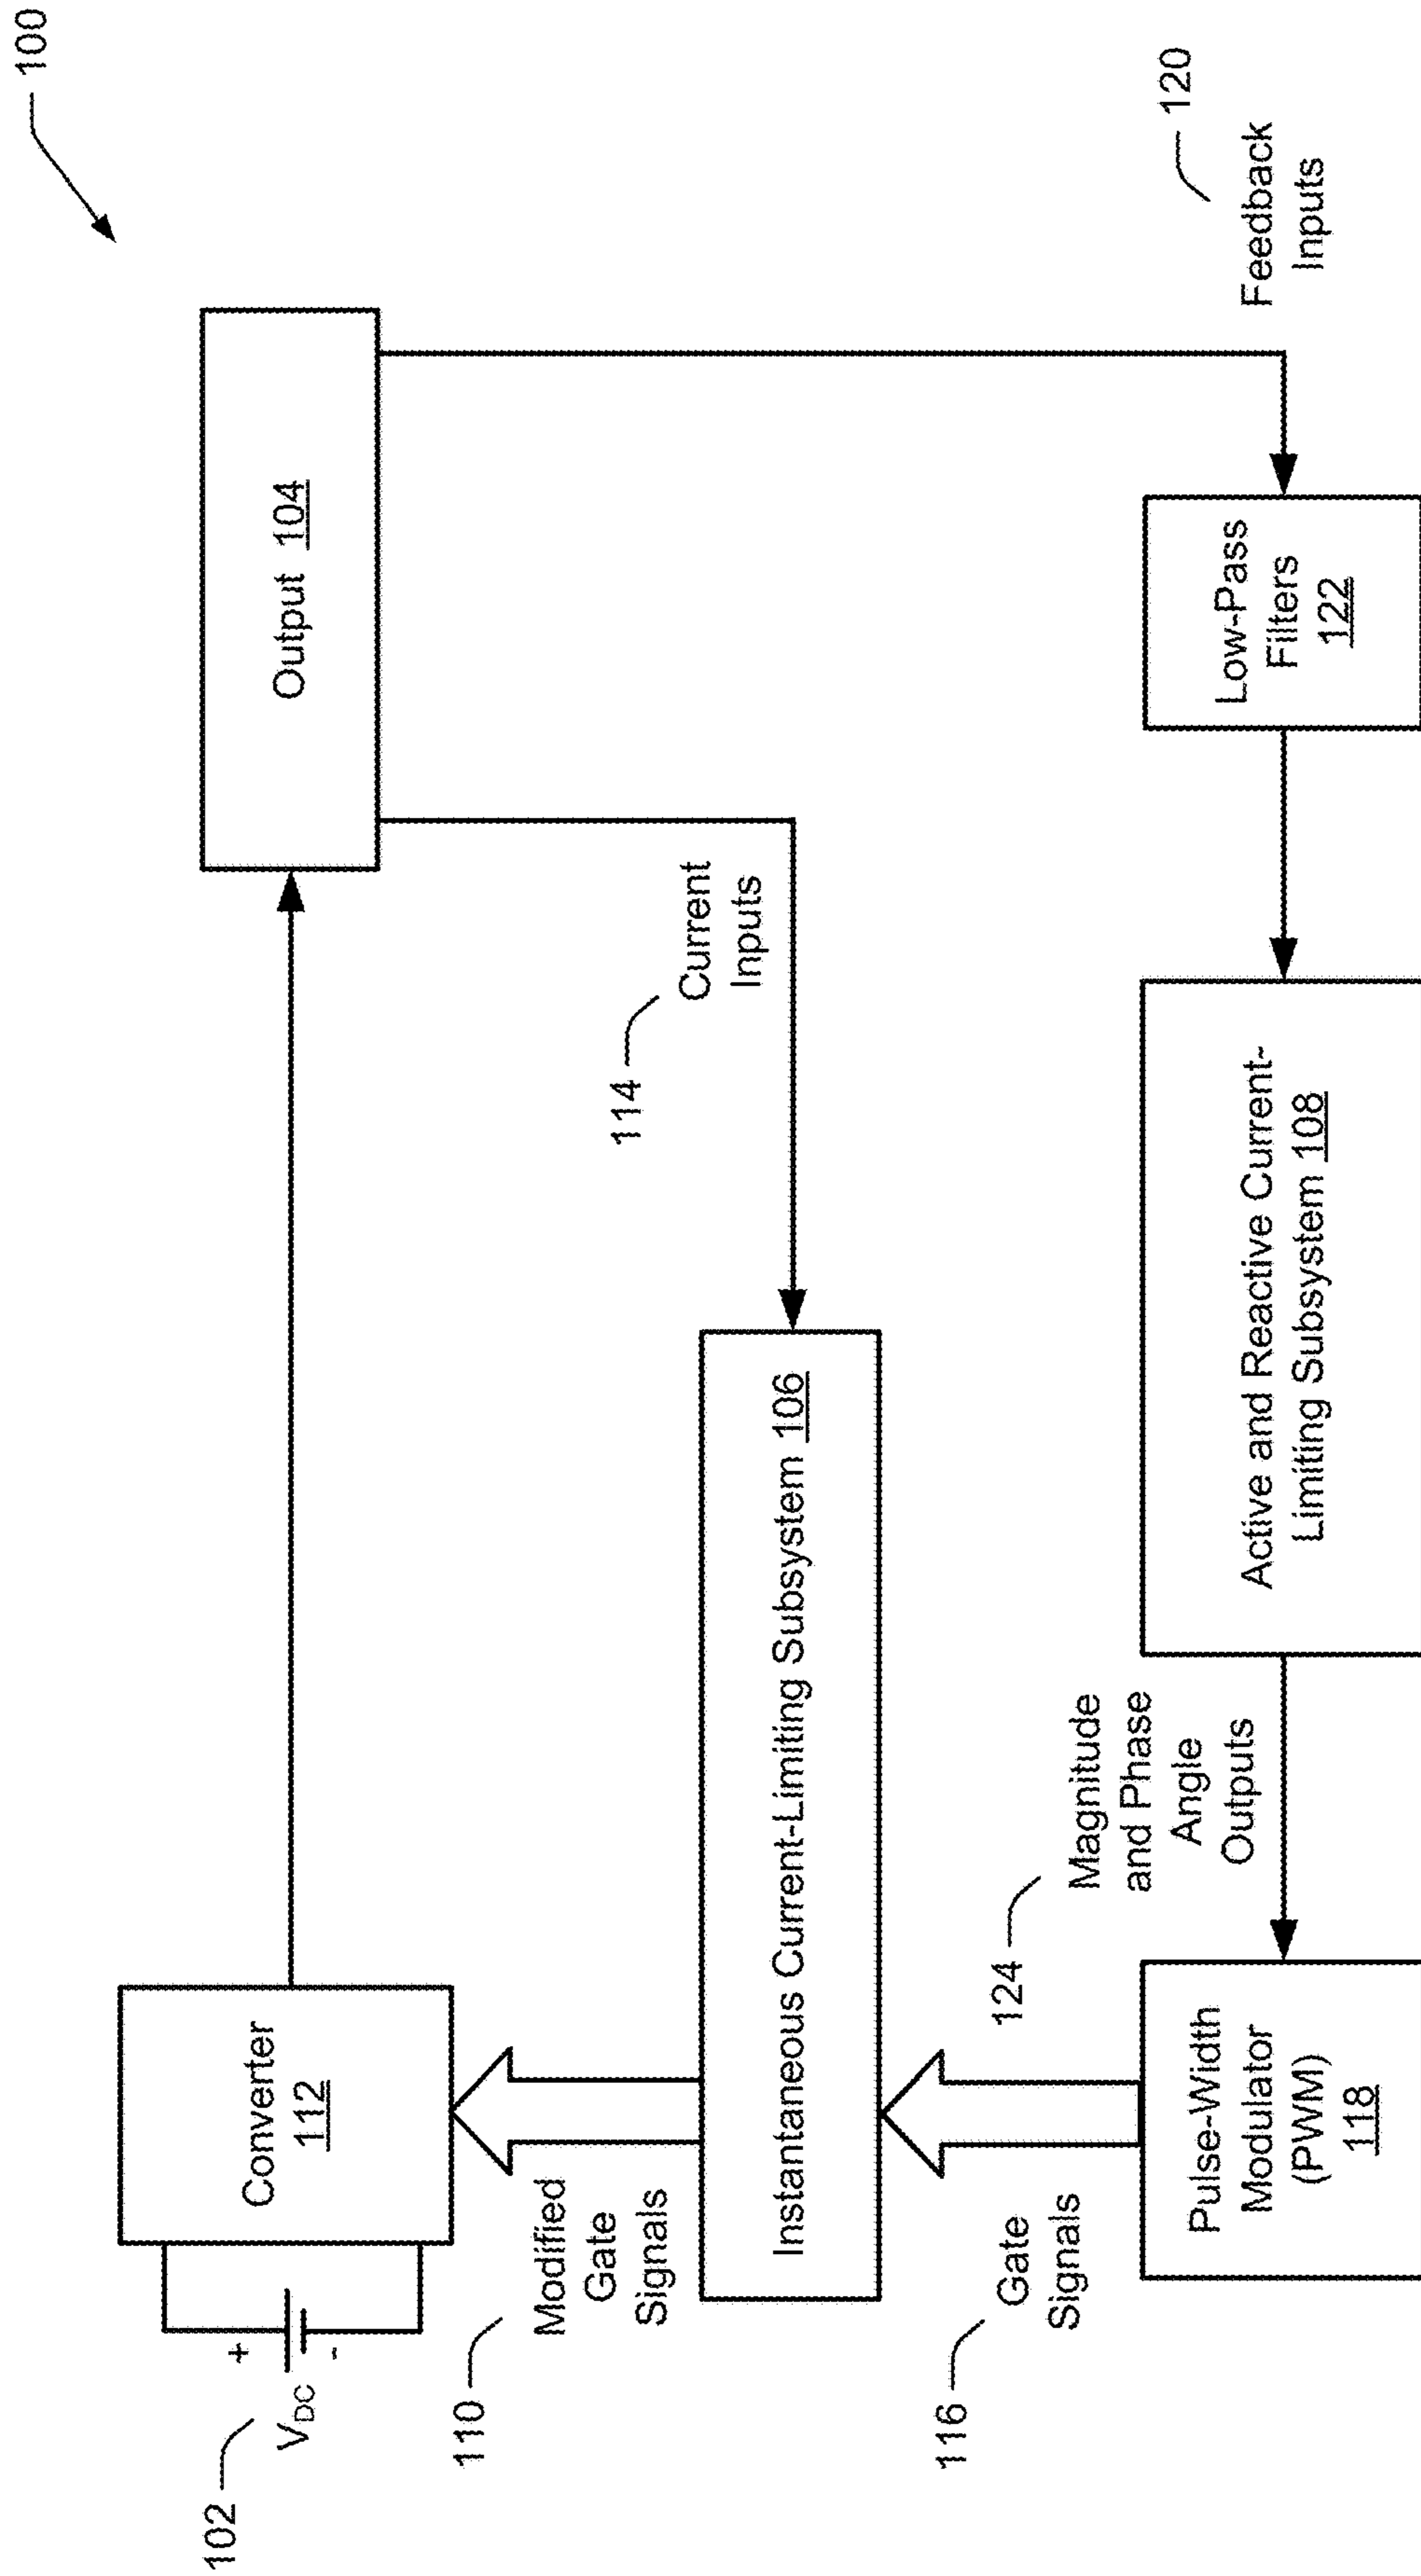 100
102
V_DC
+
-
Converter
112
Output 104
110
Modified
Gate
Signals
114
Current
Inputs
Instantaneous Current-Limiting Subsystem 106
116
Gate
Signals
124
Magnitude
and Phase
Angle
Outputs
120
Feedback
Inputs
Pulse-Width
Modulator
(PWM)
118
Active and Reactive Current-
Limiting Subsystem 108
Low-Pass
Filters
122